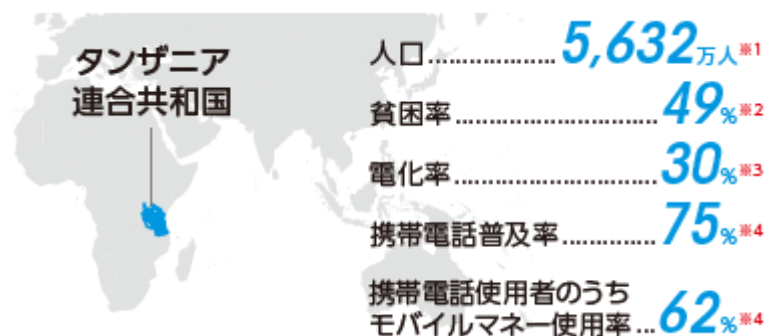 タンザニア
連合共和国
人口.................. 5,632万人※1
貧困率............................. 49%※2
電化率............................. 30%※3
携帯電話普及率.............. 75%※4
携帯電話使用者のうち
モバイルマネー使用率... 62%※4